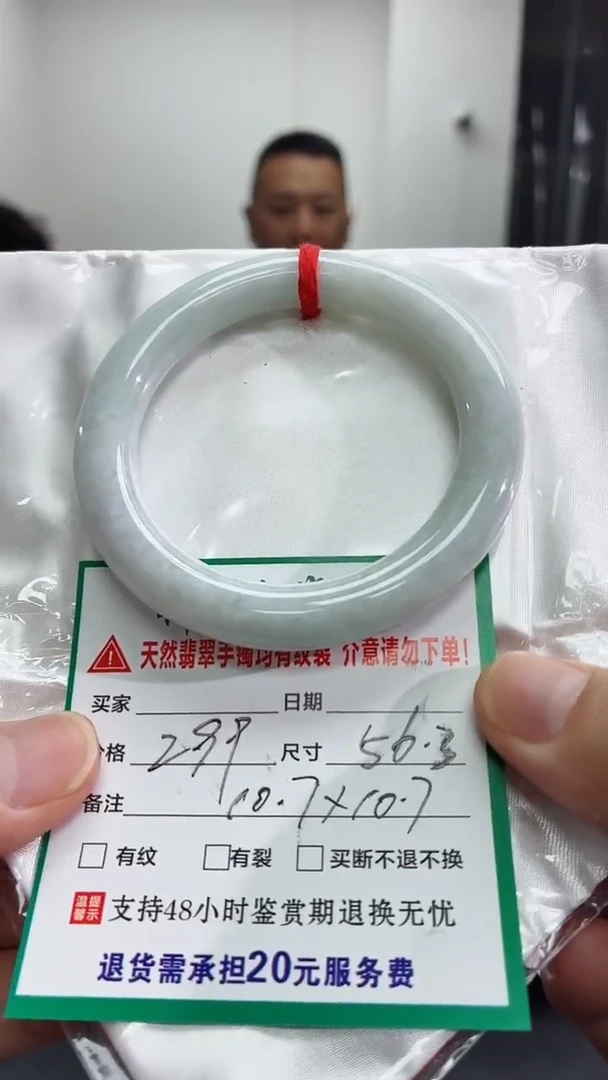 天然翡翠手镯均有纹裂 介意请勿下单!
买家 日期
价格 299 尺寸 56.3
备注 10.7×10.7
有纹 有裂 买断不退不换
温馨提示 支持48小时鉴赏期退换无忧
退货需承担20元服务费